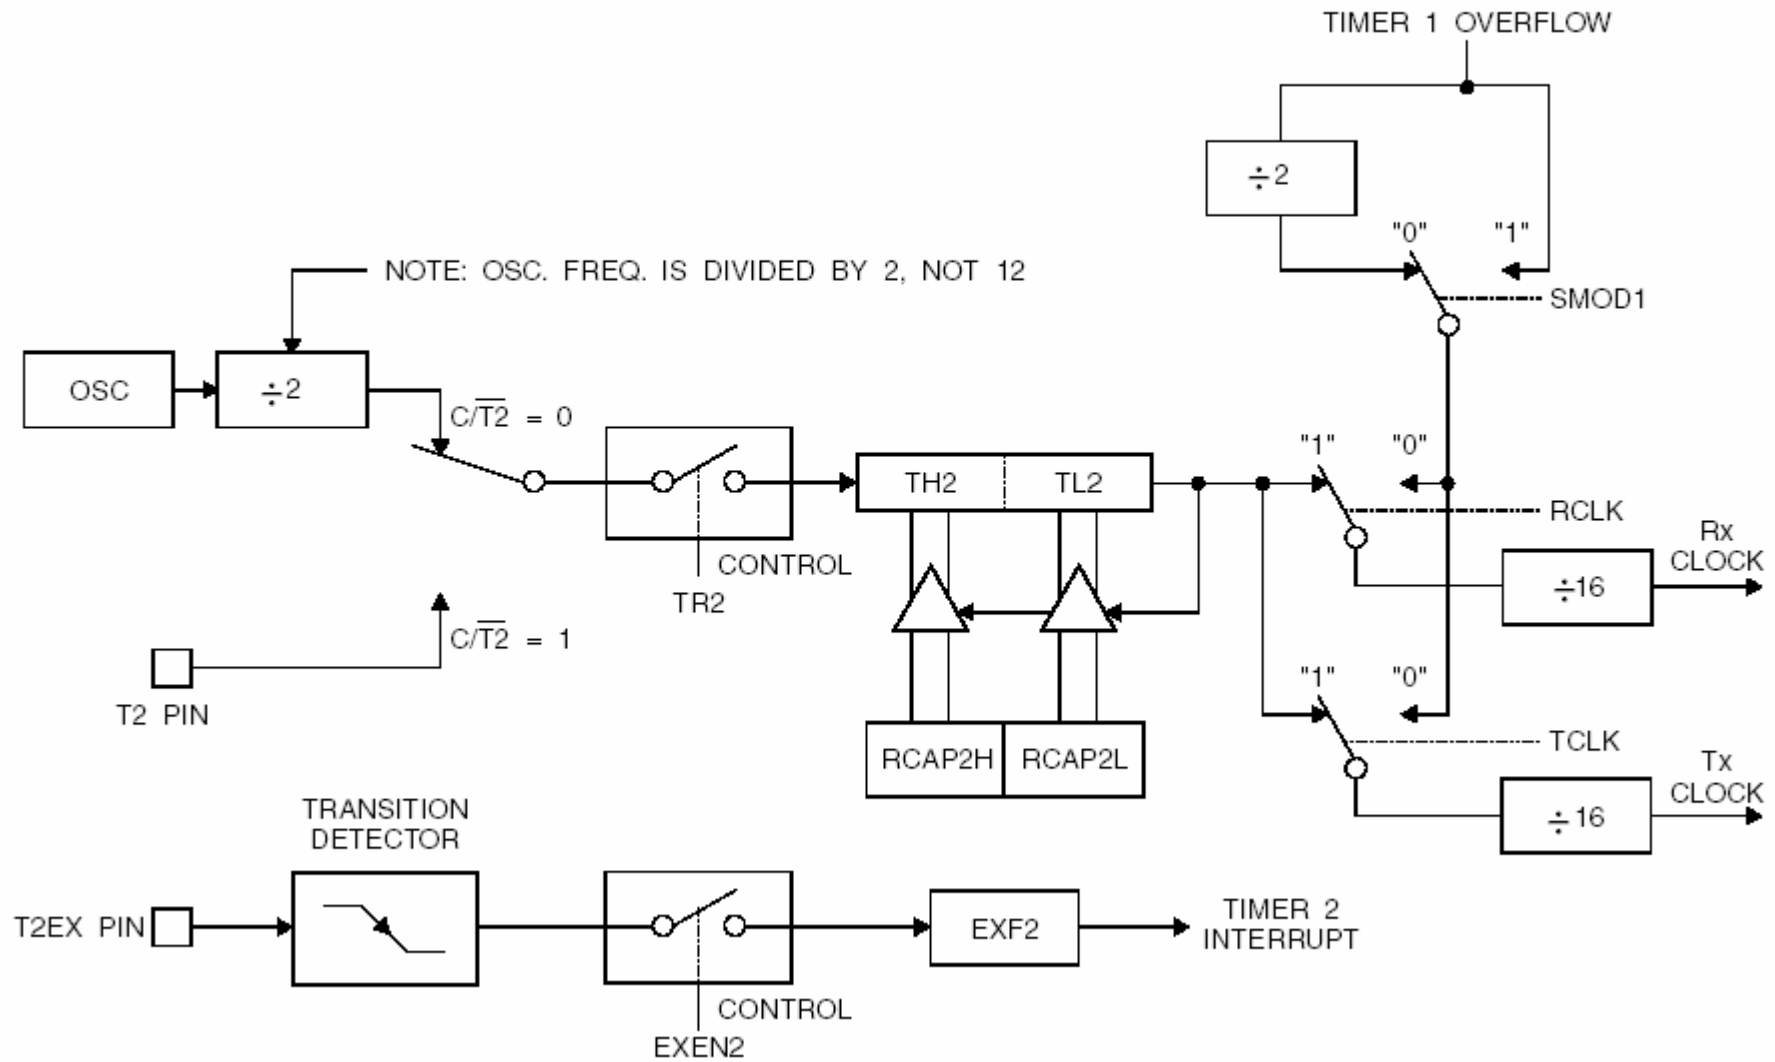 TIMER 1 OVERFLOW
÷2
"0" "1"
NOTE: OSC. FREQ. IS DIVIDED BY 2, NOT 12
SMOD1
OSC
÷2
C/T̅2̅ = 0
"1" "0"
TH2 TL2
RCLK
Rx
CLOCK
CONTROL
TR2
÷16
C/T̅2̅ = 1
"1" "0"
T2 PIN
RCAP2H RCAP2L
TCLK
Tx
CLOCK
TRANSITION
DETECTOR
÷16
T2EX PIN
EXF2
TIMER 2
INTERRUPT
CONTROL
EXEN2